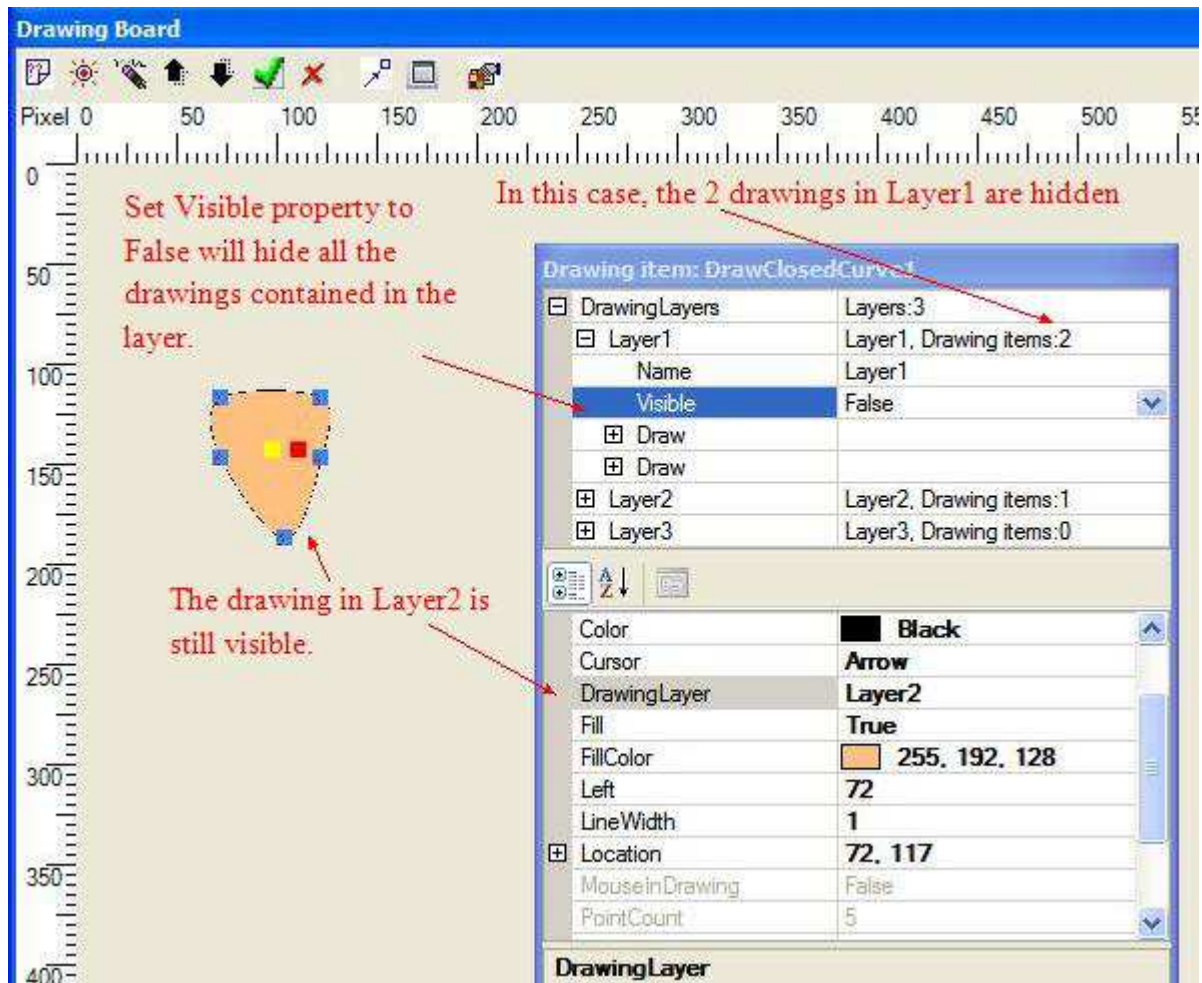 Drawing Board
Pixel 0 50 100 150 200 250 300 350 400 450 500 55
0
50
100
150
200
250
300
350
400
Set Visible property to
False will hide all the
drawings contained in the
layer.
In this case, the 2 drawings in Layer1 are hidden
The drawing in Layer2 is
still visible.
Drawing item: DrawClosedCurve1
DrawingLayers Layers:3
Layer1 Layer1, Drawing items:2
Name Layer1
Visible False
Draw
Draw
Layer2 Layer2, Drawing items:1
Layer3 Layer3, Drawing items:0
Color Black
Cursor Arrow
DrawingLayer Layer2
Fill True
FillColor 255, 192, 128
Left 72
LineWidth 1
Location 72, 117
MouseinDrawing False
PointCount 5
DrawingLayer